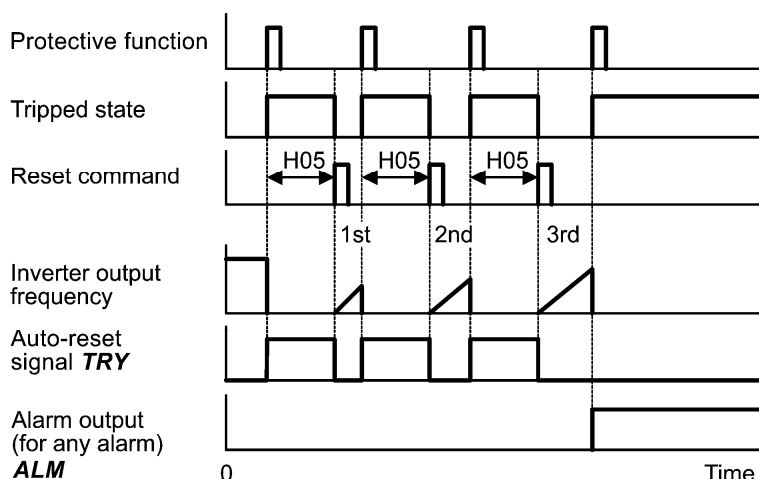 Protective function
Tripped state
H05 H05 H05
Reset command
1st 2nd 3rd
Inverter output
frequency
Auto-reset
signal TRY
Alarm output
(for any alarm)
ALM
0 Time